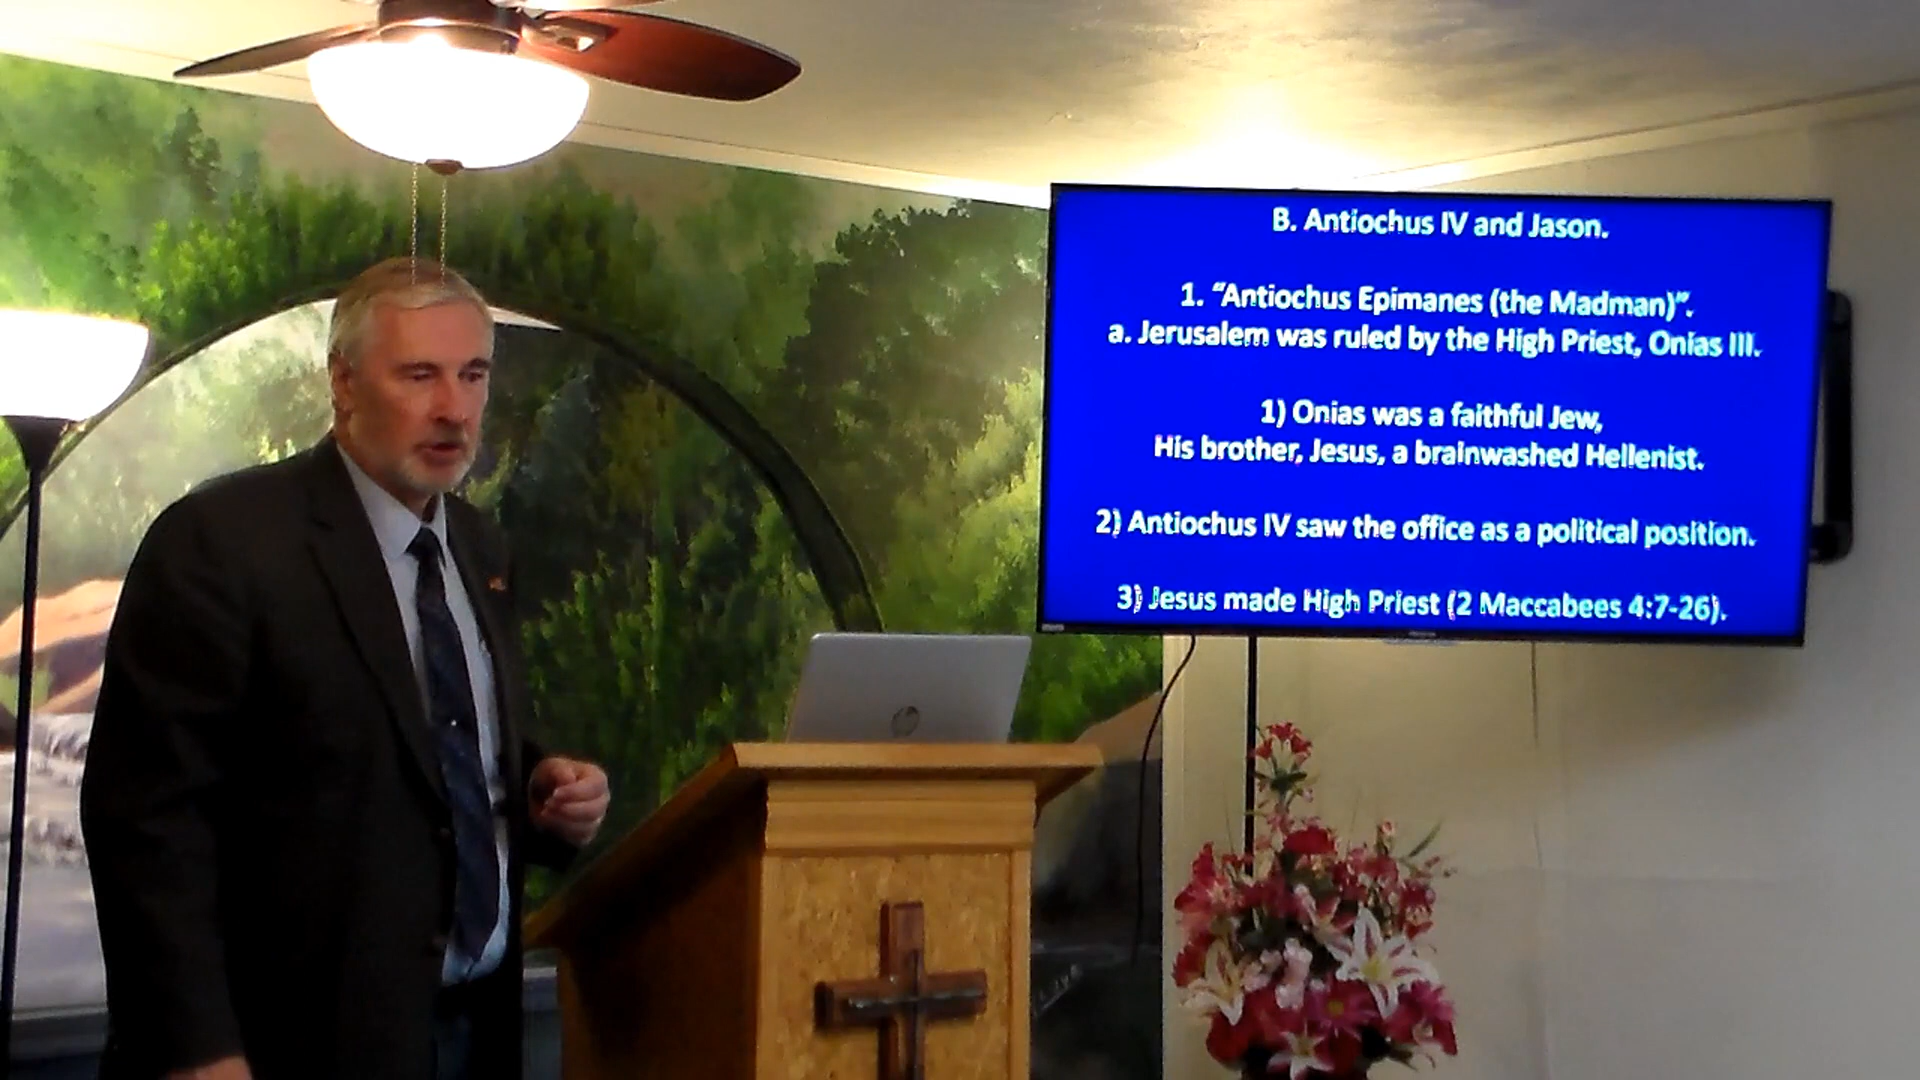 B. Antiochus IV and Jason.
1. “Antiochus Epimanes (the Madman)”.
a. Jerusalem was ruled by the High Priest, Onias III.
1) Onias was a faithful Jew,
His brother, Jesus, a brainwashed Hellenist.
2) Antiochus IV saw the office as a political position.
3) Jesus made High Priest (2 Maccabees 4:7-26).
hp